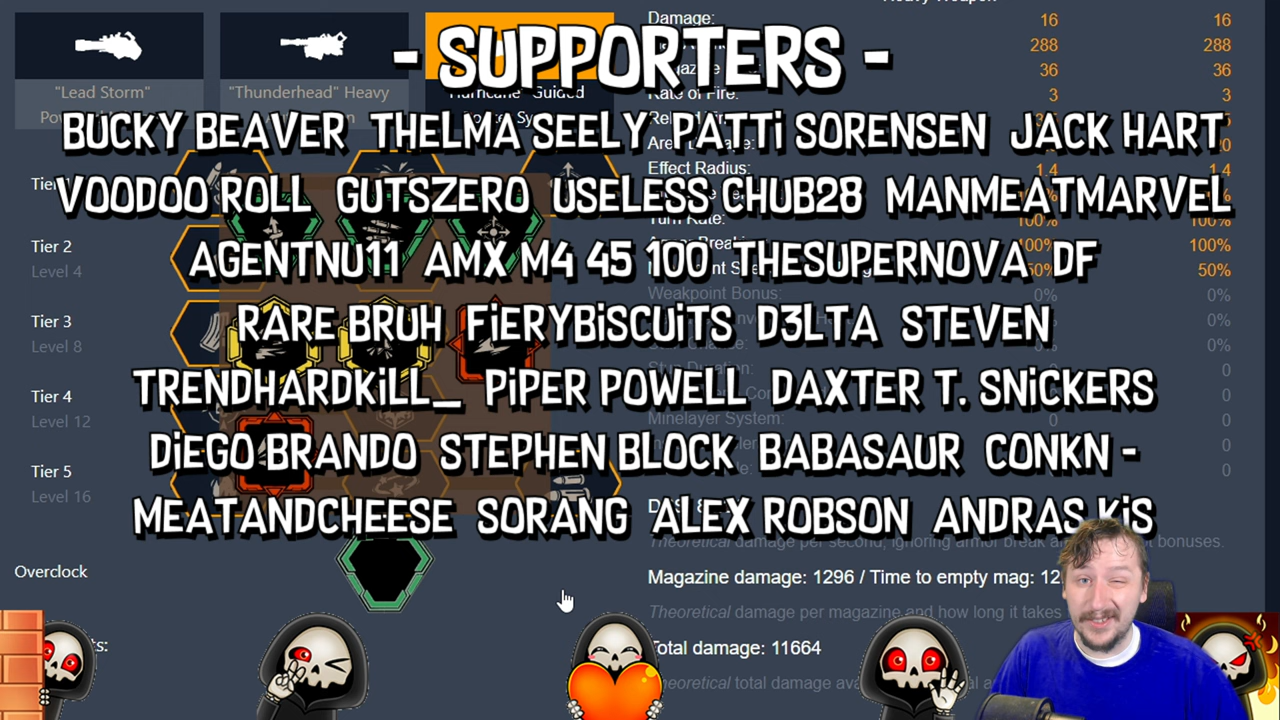 - SUPPORTERS -
BUCKY BEAVER THELMA SEELY PATTi SORENSEN JACK HART
VOODOO ROLL GUTSZERO USELESS CHUB28 MANMEATMARVEL
AGENTNU11 AMX M4 45 100 THESUPERNOVA DF
RARE BRUH FiERYBiSCUiTS D3LTA STEVEN
TRENDHARDKiLL_ PiPER POWELL DAXTER T. SNiCKERS
DiEGO BRANDO STEPHEN BLOCK BABASAUR CONKN -
MEATANDCHEESE SORANG ALEX ROBSON ANDRAS KiS
"Lead Storm"
"Thunderhead" Heavy
Tier 2
Level 4
Tier 3
Level 8
Tier 4
Level 12
Tier 5
Level 16
Overclock
Damage: 16 16
288 288
36 36
Rate of Fire: 3 3
Effect Radius: 1.4 1.4
100% 100%
100%
50%
Weakpoint Bonus: 0% 0%
0%
0% 0%
0
0
0
0
0
Theoretical damage per second, ignoring armor break
bonuses.
Magazine damage: 1296 / Time to empty mag: 12
Theoretical damage per magazine and how long it takes
Total damage: 11664
Theoretical total damage